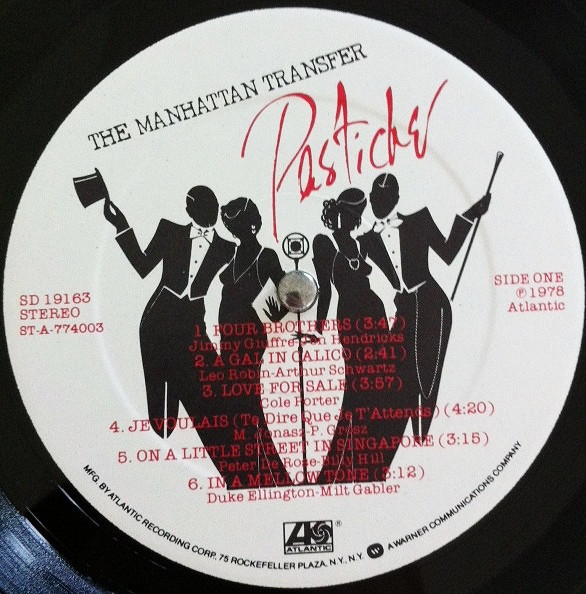 THE MANHATTAN TRANSFER
Pastiche
SD 19163
STEREO
ST-A-774003
SIDE ONE
℗ 1978
Atlantic
1. FOUR BROTHERS (3:47)
Jimmy Giuffre-Jon Hendricks
2. A GAL IN CALICO (2:41)
Leo Robin-Arthur Schwartz
3. LOVE FOR SALE (3:57)
Cole Porter
4. JE VOULAIS (Te Dire Que Je T'Attends) (4:20)
M. Jonasz-P. Grosz
5. ON A LITTLE STREET IN SINGAPORE (3:15)
Peter De Rose-Billy Hill
6. IN A MELLOW TONE (3:12)
Duke Ellington-Milt Gabler
ATLANTIC ®
MFG. BY ATLANTIC RECORDING CORP. 75 ROCKEFELLER PLAZA, N.Y., N.Y. A WARNER COMMUNICATIONS COMPANY